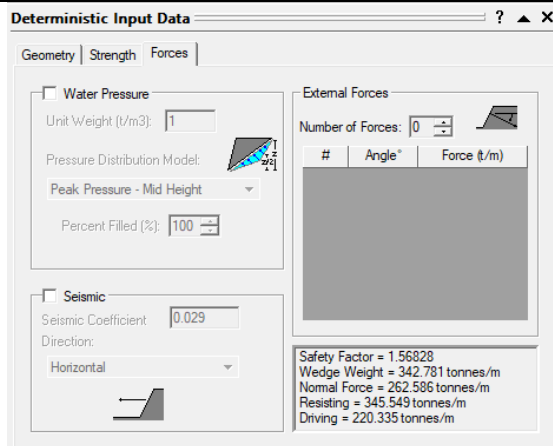 Deterministic Input Data ? ▲ X
Geometry Strength Forces
Water Pressure
Unit Weight (t/m3): 1
Pressure Distribution Model:
Peak Pressure - Mid Height
Percent Filled (%): 100
Seismic
Seismic Coefficient 0.029
Direction:
Horizontal
External Forces
Number of Forces: 0
# Angle° Force (t/m)
Safety Factor = 1.56828
Wedge Weight = 342.781 tonnes/m
Normal Force = 262.586 tonnes/m
Resisting = 345.549 tonnes/m
Driving = 220.335 tonnes/m